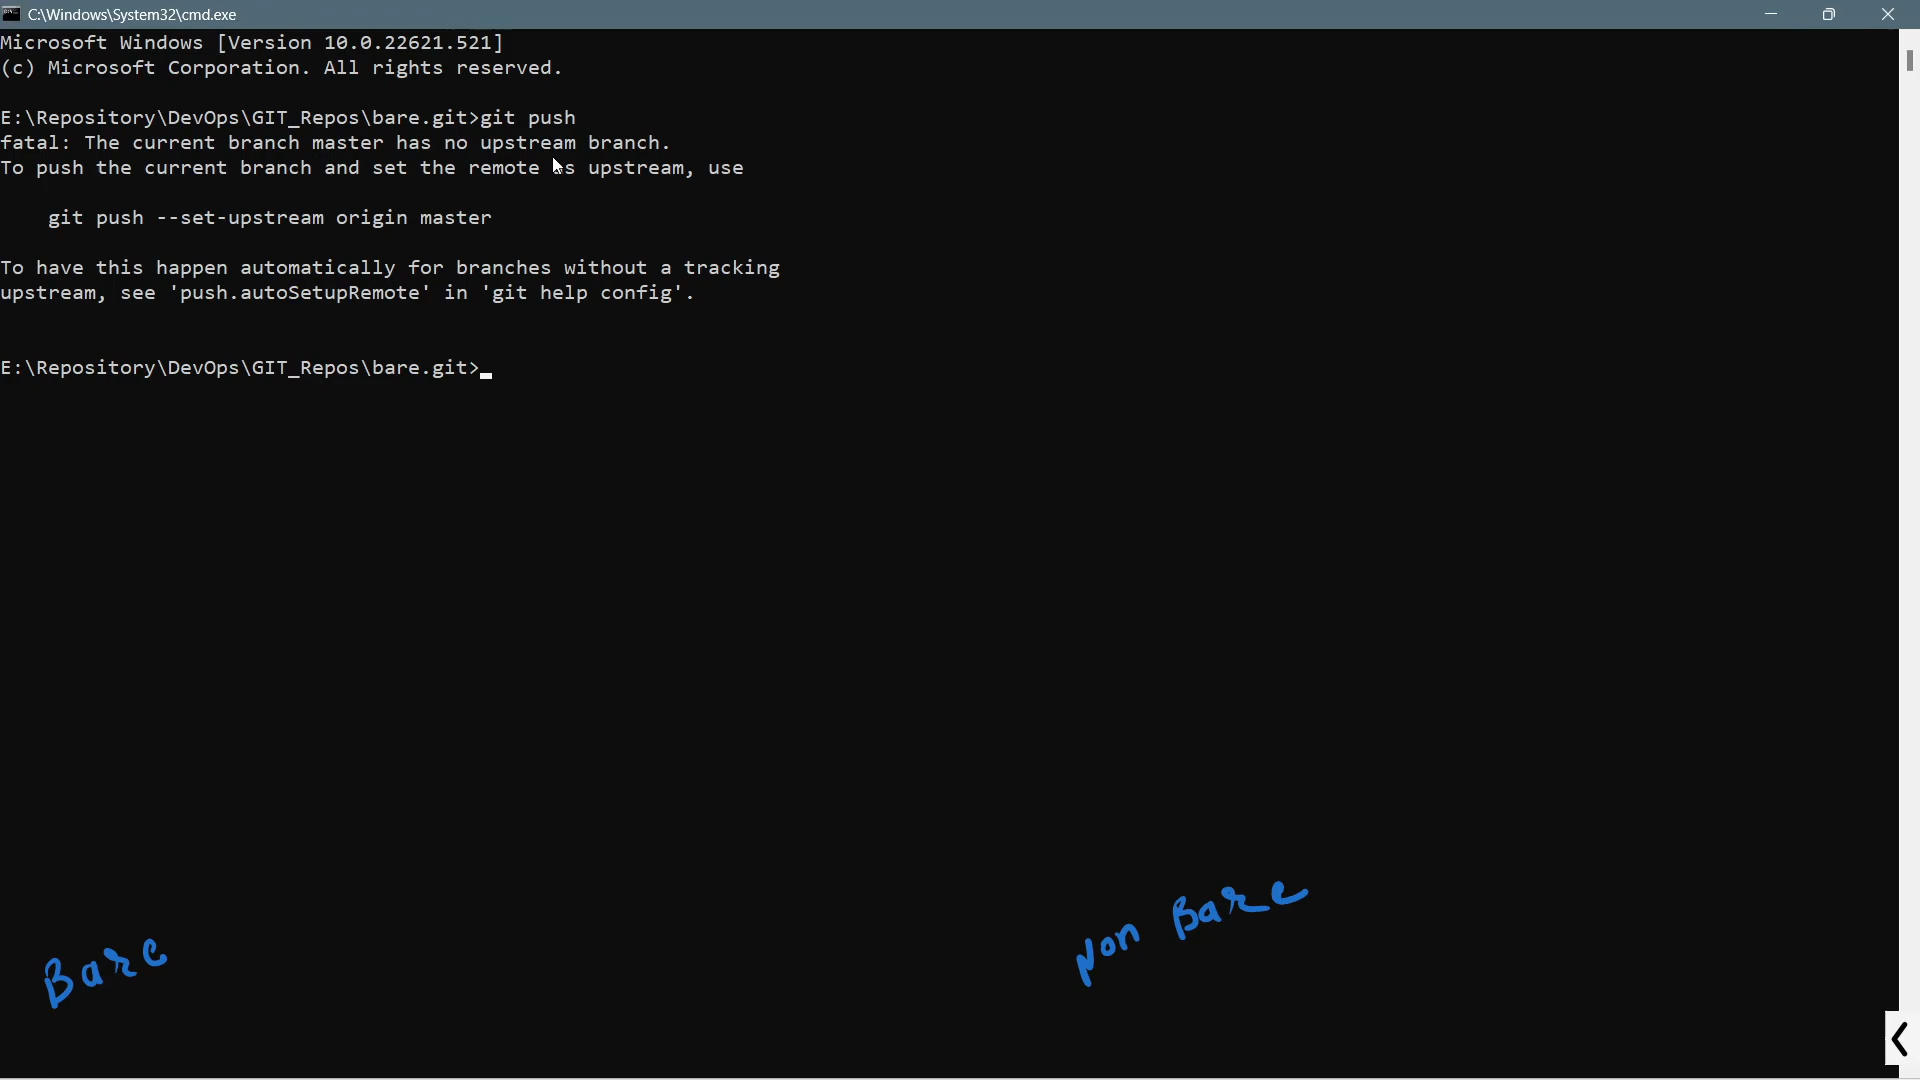 C:\Windows\System32\cmd.exe
Microsoft Windows [Version 10.0.22621.521]
(c) Microsoft Corporation. All rights reserved.
E:\Repository\DevOps\GIT_Repos\bare.git>git push
fatal: The current branch master has no upstream branch.
To push the current branch and set the remote as upstream, use
git push --set-upstream origin master
To have this happen automatically for branches without a tracking
upstream, see 'push.autoSetupRemote' in 'git help config'.
E:\Repository\DevOps\GIT_Repos\bare.git>
Bare
Non Bare